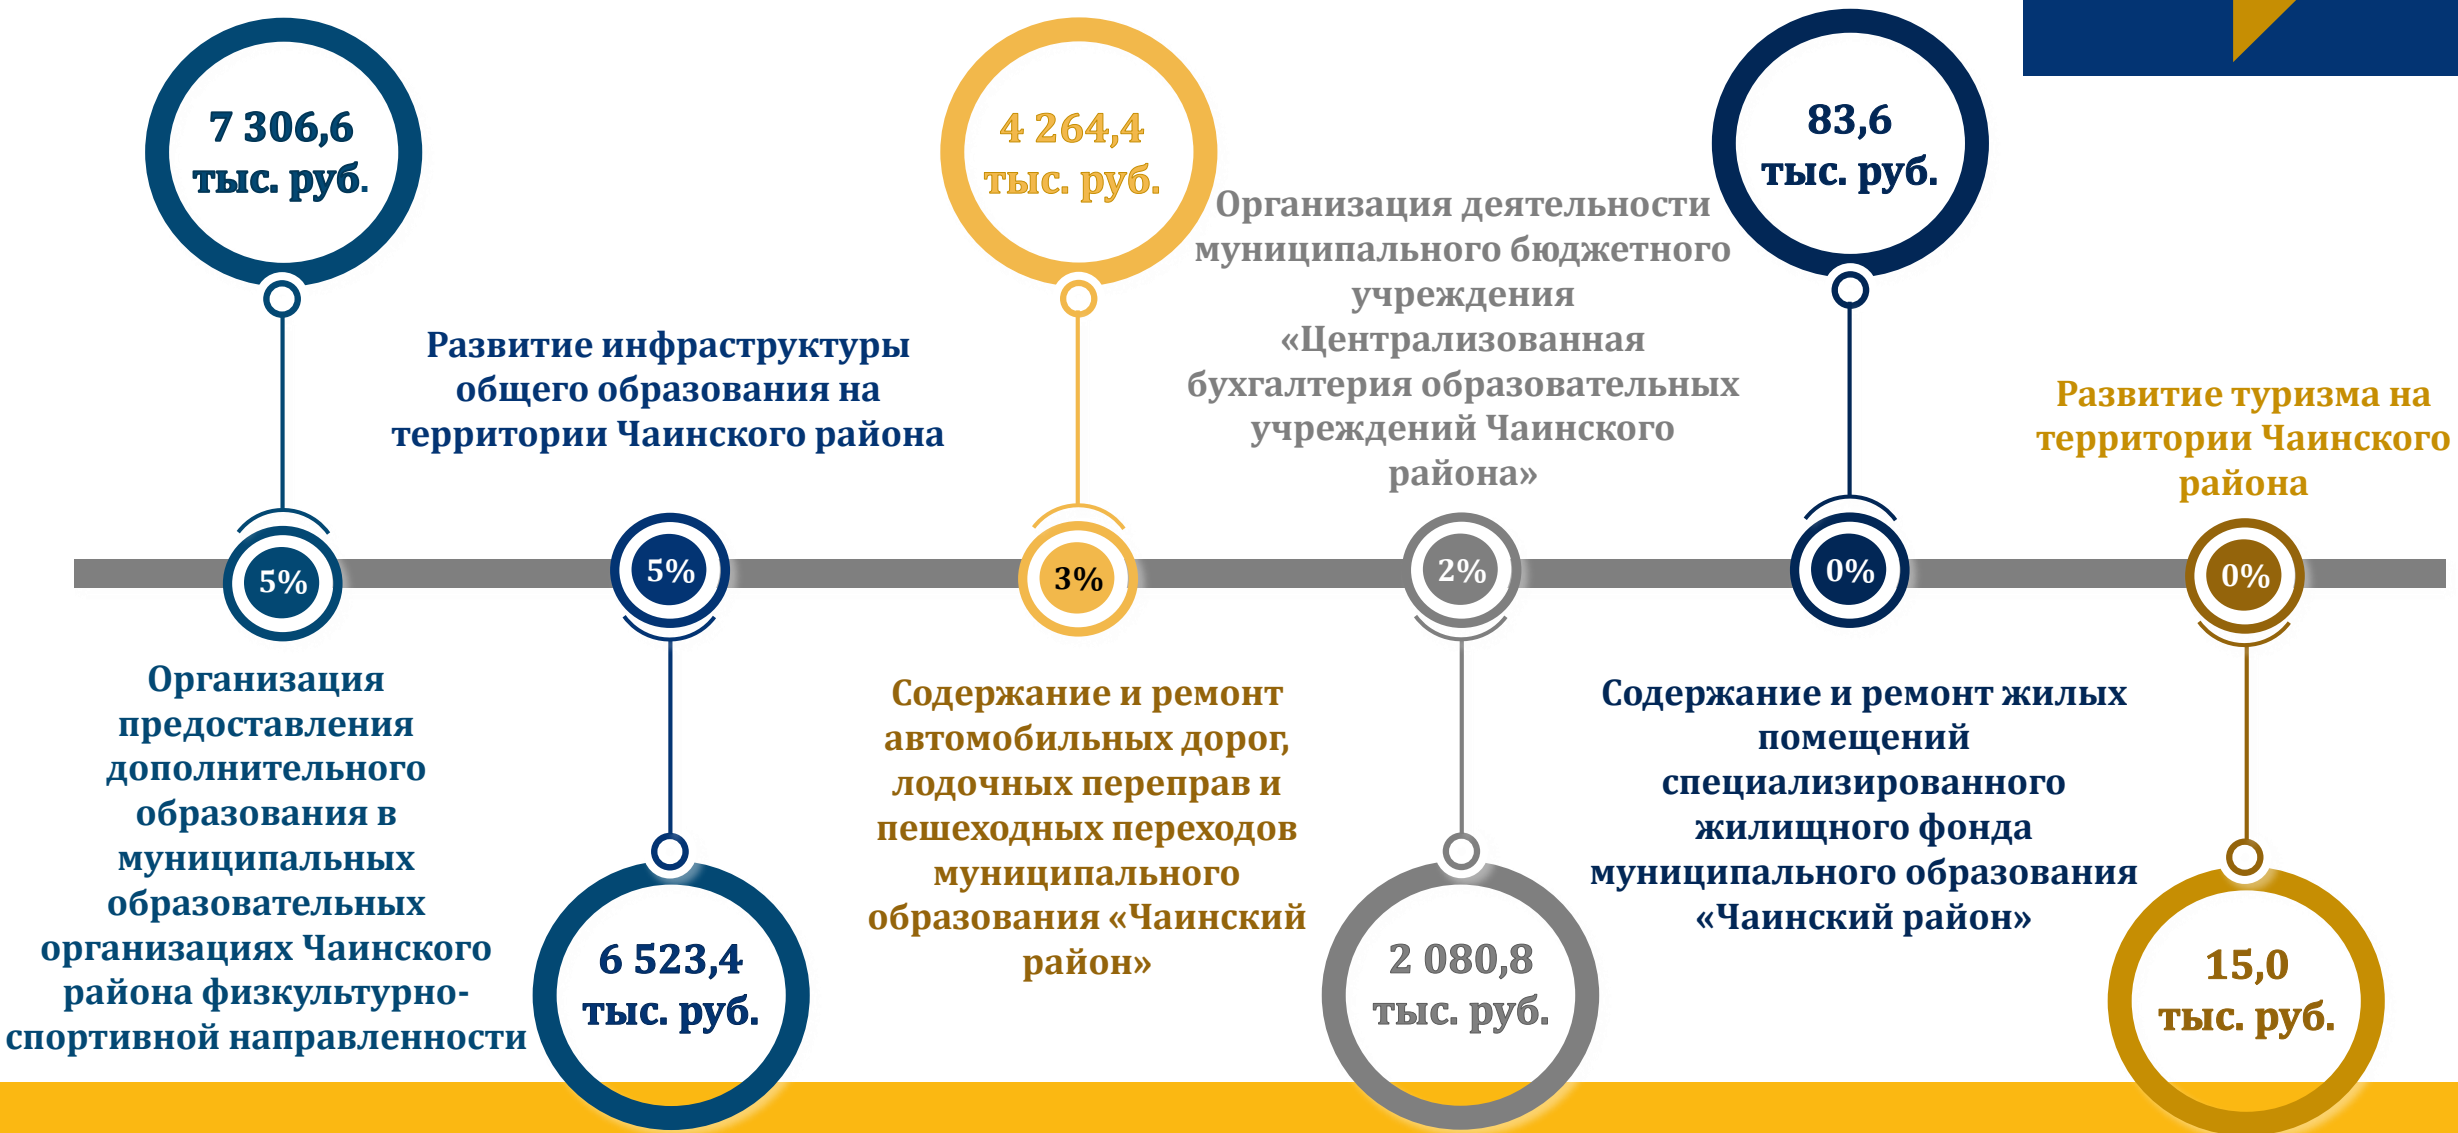 7 306,6
тыс. руб.
5%
Организация
предоставления
дополнительного
образования в
муниципальных
образовательных
организациях Чаинского
района физкультурно-
спортивной направленности
Развитие инфраструктуры
общего образования на
территории Чаинского района
5%
6 523,4
тыс. руб.
4 264,4
тыс. руб.
3%
Содержание и ремонт
автомобильных дорог,
лодочных переправ и
пешеходных переходов
муниципального
образования «Чаинский
район»
Организация деятельности
муниципального бюджетного
учреждения
«Централизованная
бухгалтерия образовательных
учреждений Чаинского
района»
2%
2 080,8
тыс. руб.
83,6
тыс. руб.
0%
Содержание и ремонт жилых
помещений
специализированного
жилищного фонда
муниципального образования
«Чаинский район»
Развитие туризма на
территории Чаинского
района
0%
15,0
тыс. руб.